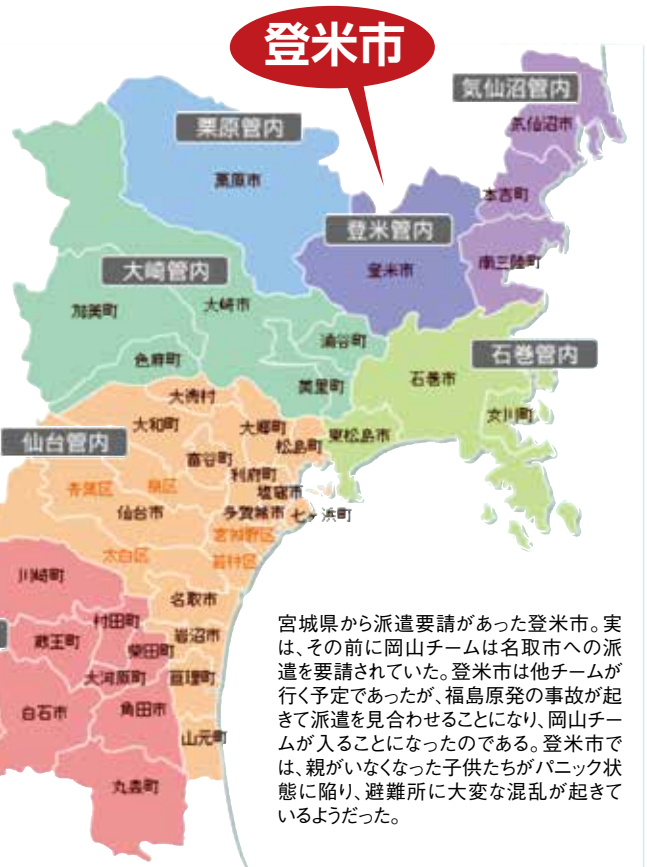 登米市
気仙沼管内
気仙沼市
栗原管内
栗原市
本吉町
登米管内
登米市
南三陸町
大崎管内
大崎市
加美町
涌谷町
色麻町
石巻管内
美里町
石巻市
大衡村
女川町
大和町
大郷町
松島町
東松島市
仙台管内
富谷町
利府町
青葉区
泉区
塩竈市
仙台市
多賀城市
七ヶ浜町
宮城野区
太白区
若林区
川崎町
名取市
村田町
岩沼市
蔵王町
柴田町
大河原町
亘理町
白石市
角田市
山元町
丸森町
宮城県から派遣要請があった登米市。実
は、その前に岡山チームは名取市への派
遣を要請されていた。登米市は他チームが
行く予定であったが、福島原発の事故が起
きて派遣を見合わせることになり、岡山チー
ムが入ることになったのである。登米市で
は、親がいなくなった子供たちがパニック状
態に陥り、避難所に大変な混乱が起きて
いるようだった。